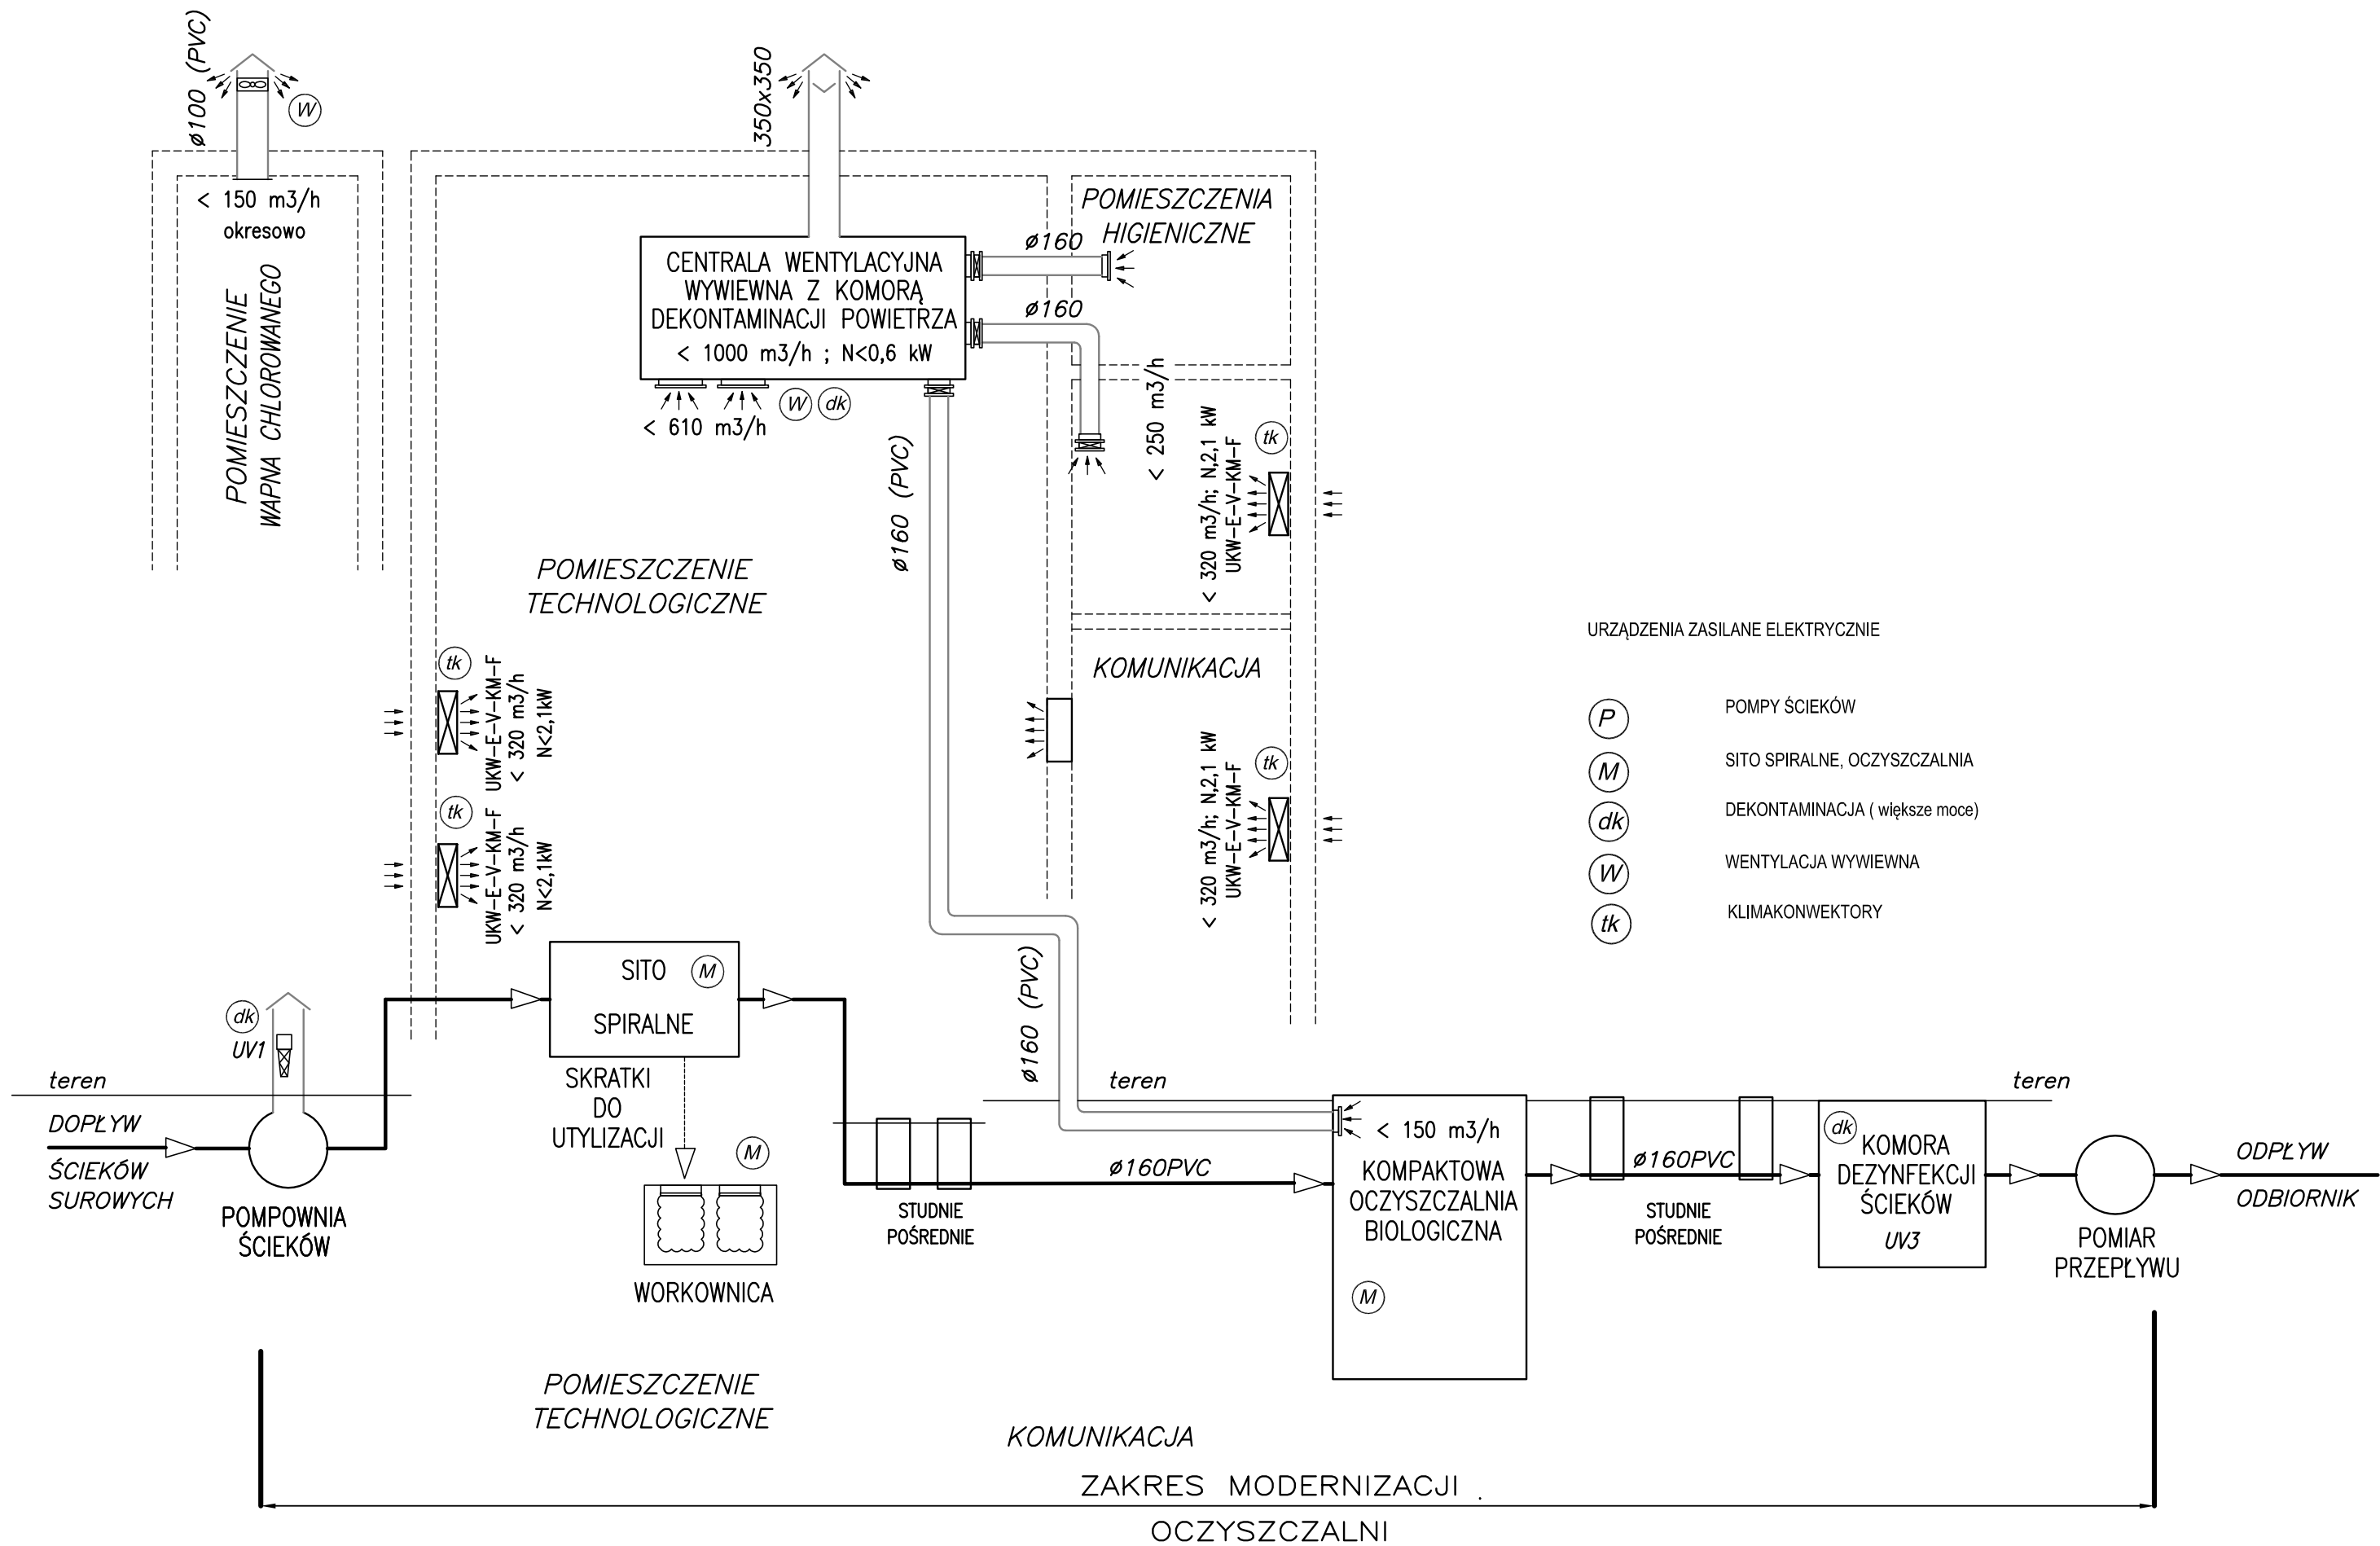 ø100 (PVC)
W
< 150 m3/h
okresowo
POMIESZCZENIE
WAPNA CHLOROWANEGO
350x350
CENTRALA WENTYLACYJNA
WYWIEWNA Z KOMORĄ
DEKONTAMINACJI POWIETRZA
< 1000 m3/h ; N<0,6 kW
W
dk
< 610 m3/h
ø160
ø160
POMIESZCZENIA
HIGIENICZNE
< 250 m3/h
ø160 (PVC)
< 320 m3/h; N,2,1 kW
UKW-E-V-KM-F
tk
POMIESZCZENIE
TECHNOLOGICZNE
tk
UKW-E-V-KM-F
< 320 m3/h
N<2,1kW
tk
UKW-E-V-KM-F
< 320 m3/h
N<2,1kW
KOMUNIKACJA
< 320 m3/h; N,2,1 kW
UKW-E-V-KM-F
tk
URZĄDZENIA ZASILANE ELEKTRYCZNIE
P POMPY ŚCIEKÓW
M SITO SPIRALNE, OCZYSZCZALNIA
dk DEKONTAMINACJA ( większe moce)
W WENTYLACJA WYWIEWNA
tk KLIMAKONWEKTORY
SITO M
SPIRALNE
ø160 (PVC)
dk
UV1
teren
DOPŁYW
ŚCIEKÓW
SUROWYCH
POMPOWNIA
ŚCIEKÓW
SKRATKI
DO
UTYLIZACJI
M
WORKOWNICA
STUDNIE
POŚREDNIE
teren
ø160PVC
< 150 m3/h
KOMPAKTOWA
OCZYSZCZALNIA
BIOLOGICZNA
M
ø160PVC
STUDNIE
POŚREDNIE
dk
KOMORA
DEZYNFEKCJI
ŚCIEKÓW
UV3
teren
POMIAR
PRZEPŁYWU
ODPŁYW
ODBIORNIK
POMIESZCZENIE
TECHNOLOGICZNE
KOMUNIKACJA
ZAKRES MODERNIZACJI .
OCZYSZCZALNI